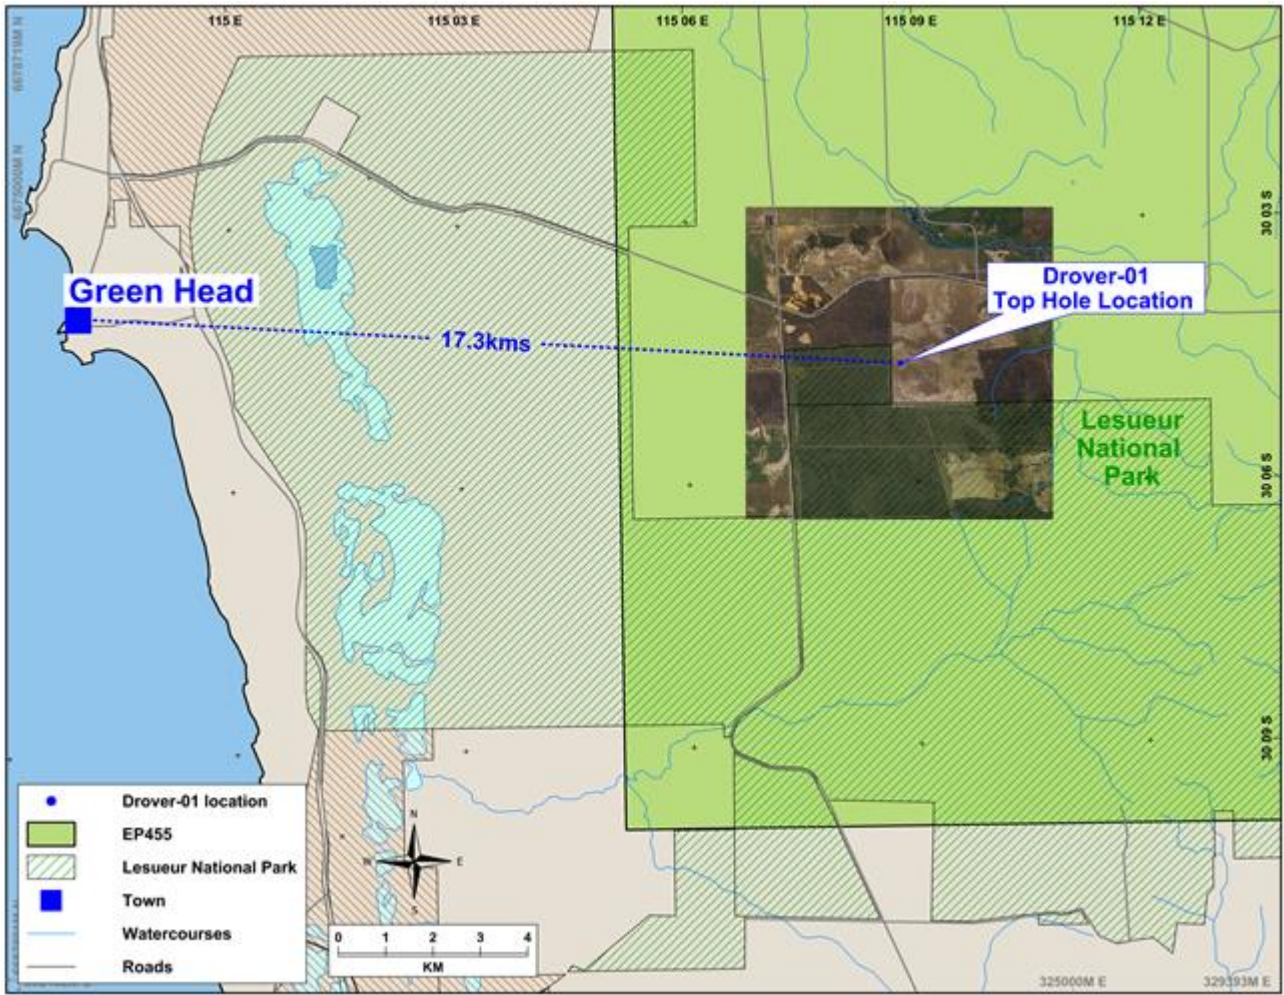 115 E
115 03 E
115 06 E
115 09 E
115 12 E
6678719M N
6675000M N
30 03 S
Drover-01
Top Hole Location
Green Head
17.3kms
Lesueur
National
Park
30 06 S
30 09 S
Drover-01 location
EP455
Lesueur National Park
Town
Watercourses
Roads
N
W
E
S
0 1 2 3 4
KM
325000M E
329393M E